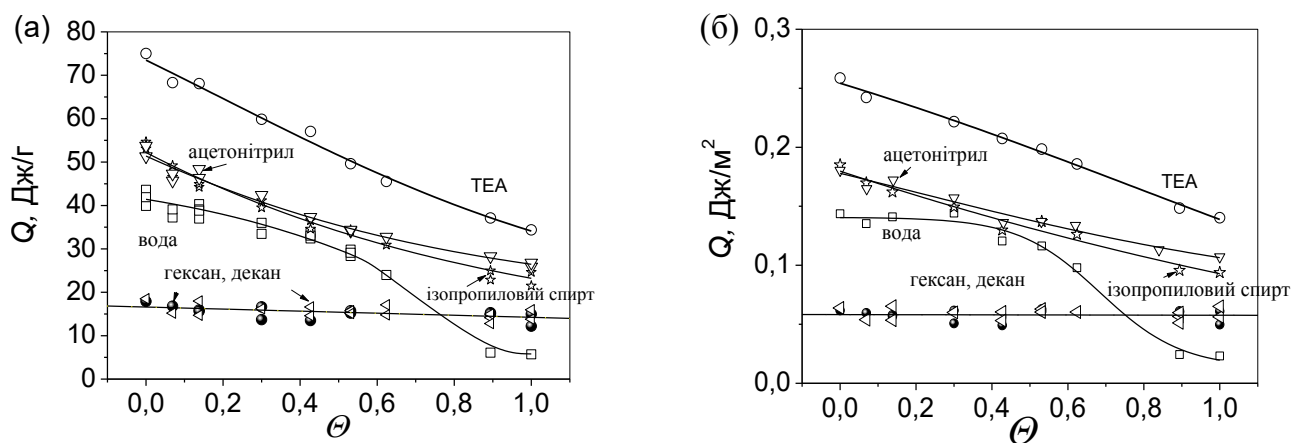 (а)
80
70
60
50
40
30
20
10
0
Q, Дж/г
ацетонітрил
TEA
вода
гексан, декан
ізопропиловий спирт
0,0 0,2 0,4 0,6 0,8 1,0
Θ
(б)
0,3
0,2
0,1
0,0
Q, Дж/м²
ацетонітрил
TEA
вода
гексан, декан
ізопропиловий спирт
0,0 0,2 0,4 0,6 0,8 1,0
Θ